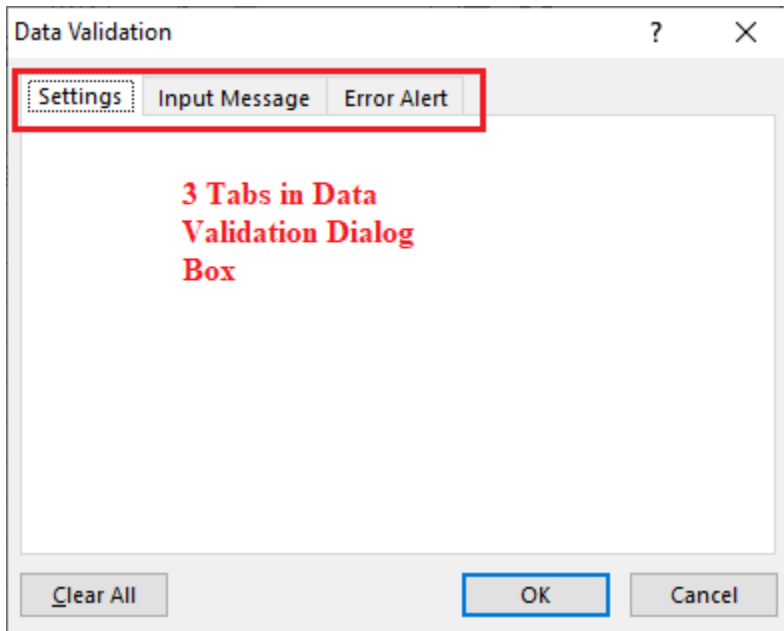 Data Validation ?
Settings Input Message Error Alert
3 Tabs in Data
Validation Dialog
Box
Clear All OK Cancel